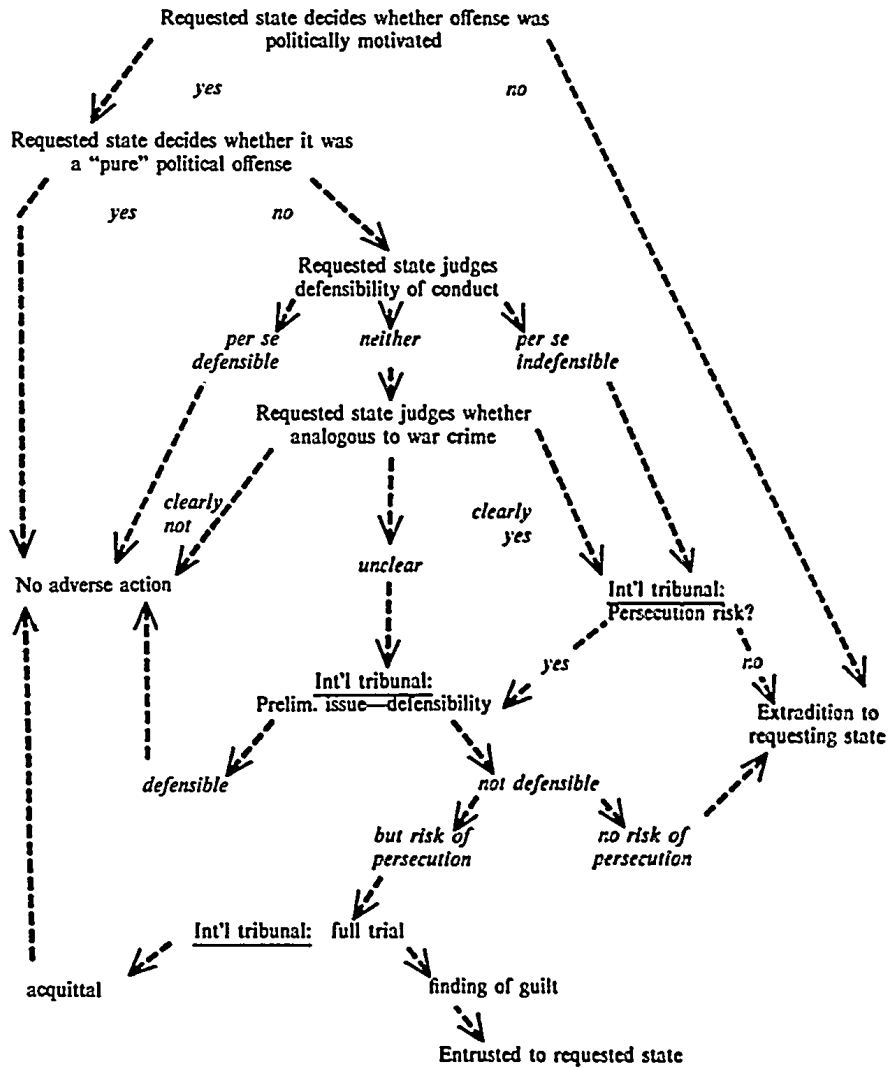 Requested state decides whether offense was
politically motivated
yes
no
Requested state decides whether it was
a “pure” political offense
yes
no
Requested state judges
defensibility of conduct
per se
defensible
neither
per se
indefensible
Requested state judges whether
analogous to war crime
clearly
not
clearly
yes
unclear
No adverse action
Int'l tribunal:
Persecution risk?
yes
no
Int'l tribunal:
Prelim. issue—defensibility
Extradition to
requesting state
defensible
not defensible
but risk of
persecution
no risk of
persecution
Int'l tribunal: full trial
acquittal
finding of guilt
Entrusted to requested state